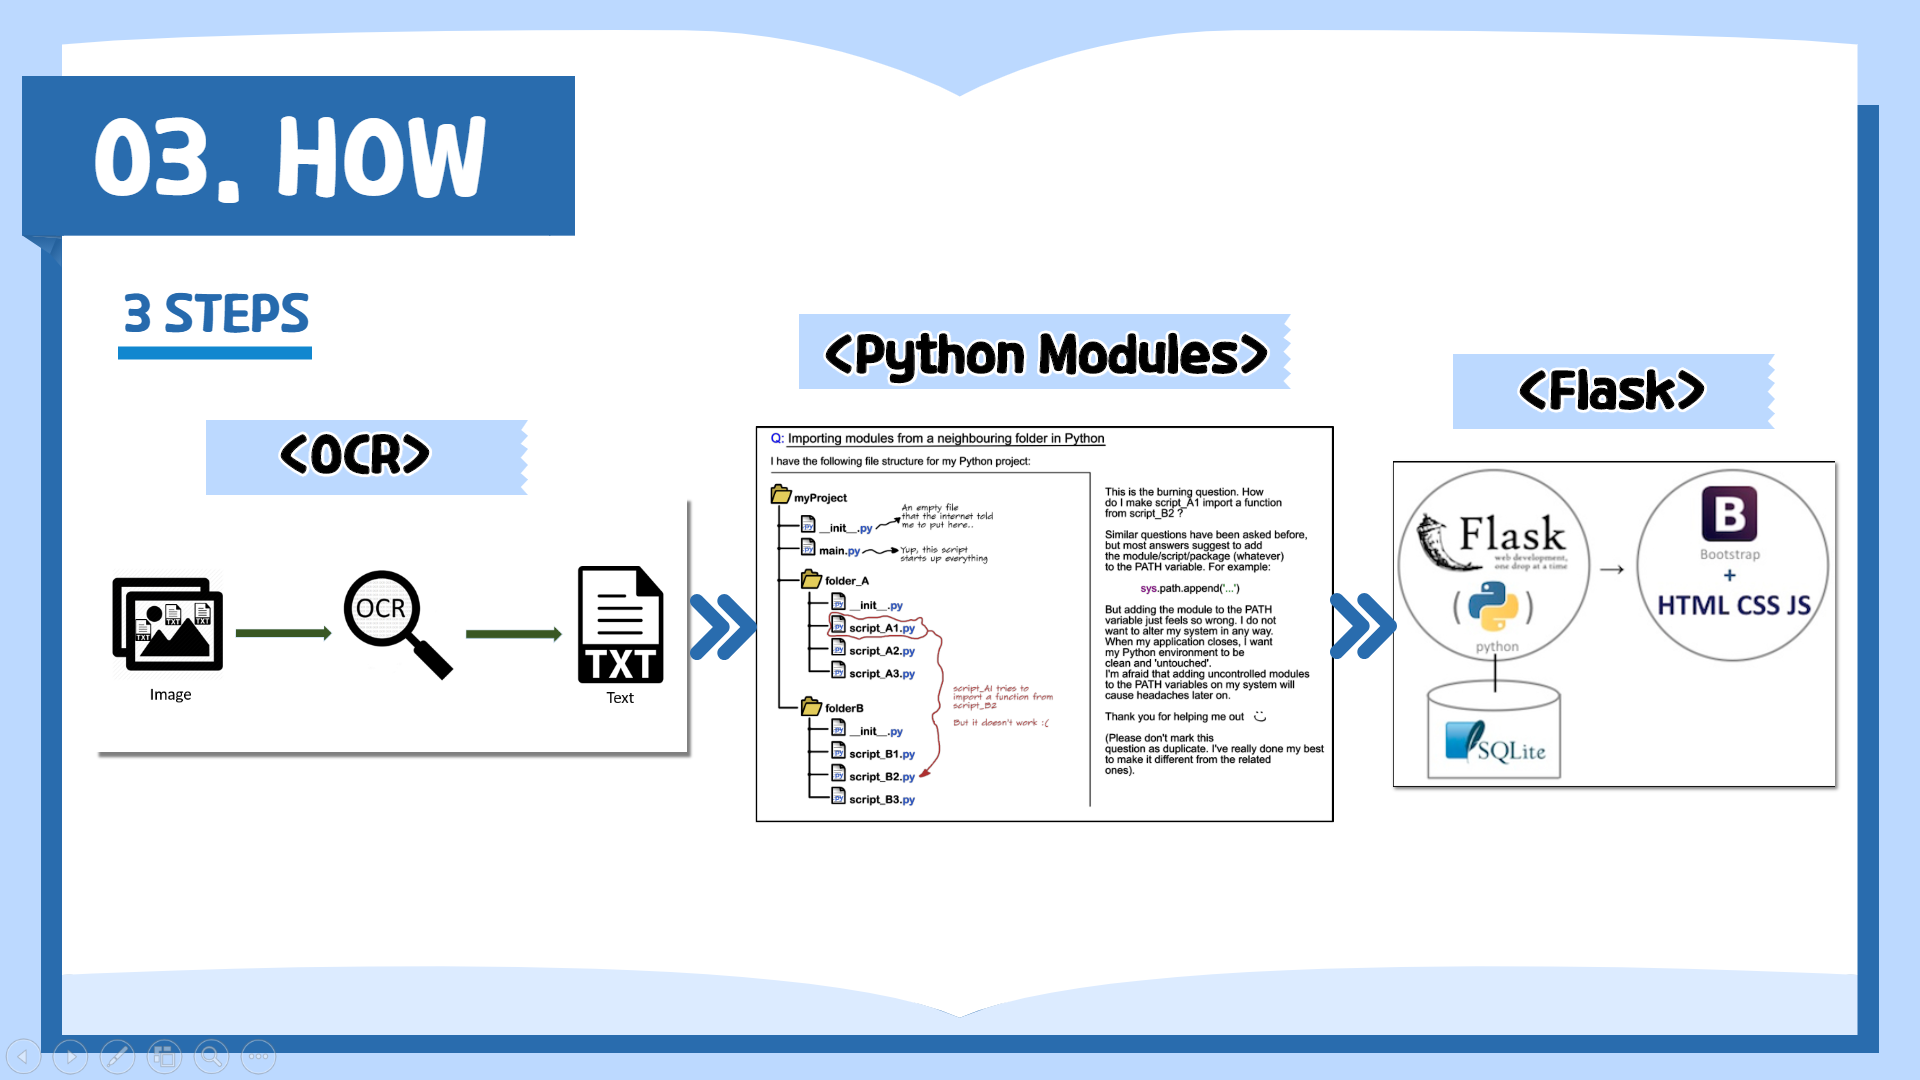 03. HOW
3 STEPS
<OCR>
TXT
TXT
TXT
Image
OCR
TXT
Text
<Python Modules>
Q: Importing modules from a neighbouring folder in Python
I have the following file structure for my Python project:
myProject
__init__.py
An empty file
that the internet told
me to put here..
main.py
Yup, this script
starts up everything
folder_A
__init__.py
script_A1.py
script_A2.py
script_A3.py
script_A1 tries to
import a function from
script_B2
But it doesn't work :(
folderB
__init__.py
script_B1.py
script_B2.py
script_B3.py
This is the burning question. How
do I make script_A1 import a function
from script_B2 ?
Similar questions have been asked before,
but most answers suggest to add
the module/script/package (whatever)
to the PATH variable. For example:
sys.path.append('...')
But adding the module to the PATH
variable just feels so wrong. I do not
want to alter my system in any way.
When my application closes, I want
my Python environment to be
clean and 'untouched'.
I'm afraid that adding uncontrolled modules
to the PATH variables on my system will
cause headaches later on.
Thank you for helping me out
(Please don't mark this
question as duplicate. I've really done my best
to make it different from the related
ones).
<Flask>
Flask
web development,
one drop at a time
( )
python
SQLite
→
B
Bootstrap
+
HTML CSS JS